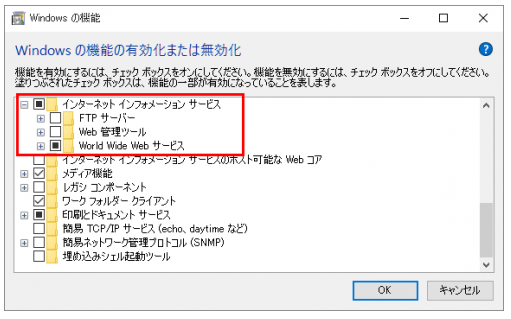 Windows の機能
Windows の機能の有効化または無効化
機能を有効にするには、チェック ボックスをオンにしてください。機能を無効にするには、チェック ボックスをオフにしてください。
塗りつぶされたチェック ボックスは、機能の一部が有効になっていることを表します。
インターネット インフォメーション サービス
FTP サーバー
Web 管理ツール
World Wide Web サービス
インターネット インフォメーション サービスのホスト可能な Web コア
メディア機能
レガシ コンポーネント
ワーク フォルダー クライアント
印刷とドキュメント サービス
簡易 TCP/IP サービス (echo、daytime など)
簡易ネットワーク管理プロトコル (SNMP)
埋め込みシェル起動ツール
OK
キャンセル